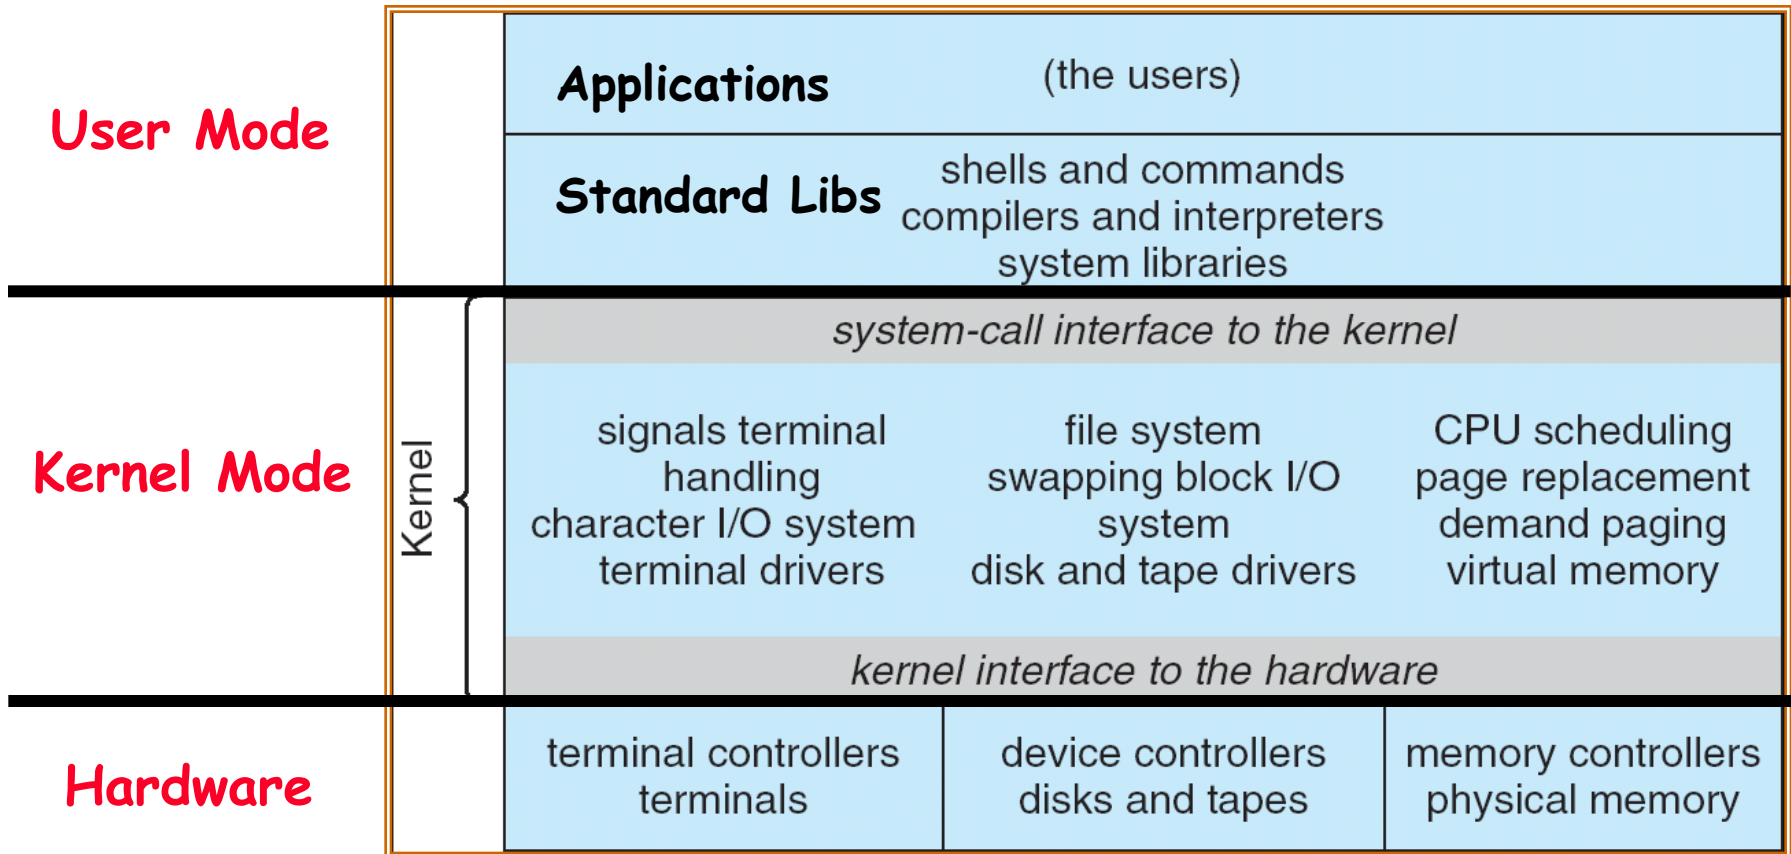 User Mode
Applications (the users)
Standard Libs
shells and commands
compilers and interpreters
system libraries
Kernel Mode
Kernel
system-call interface to the kernel
signals terminal
handling
character I/O system
terminal drivers
file system
swapping block I/O
system
disk and tape drivers
CPU scheduling
page replacement
demand paging
virtual memory
kernel interface to the hardware
Hardware
terminal controllers
terminals
device controllers
disks and tapes
memory controllers
physical memory